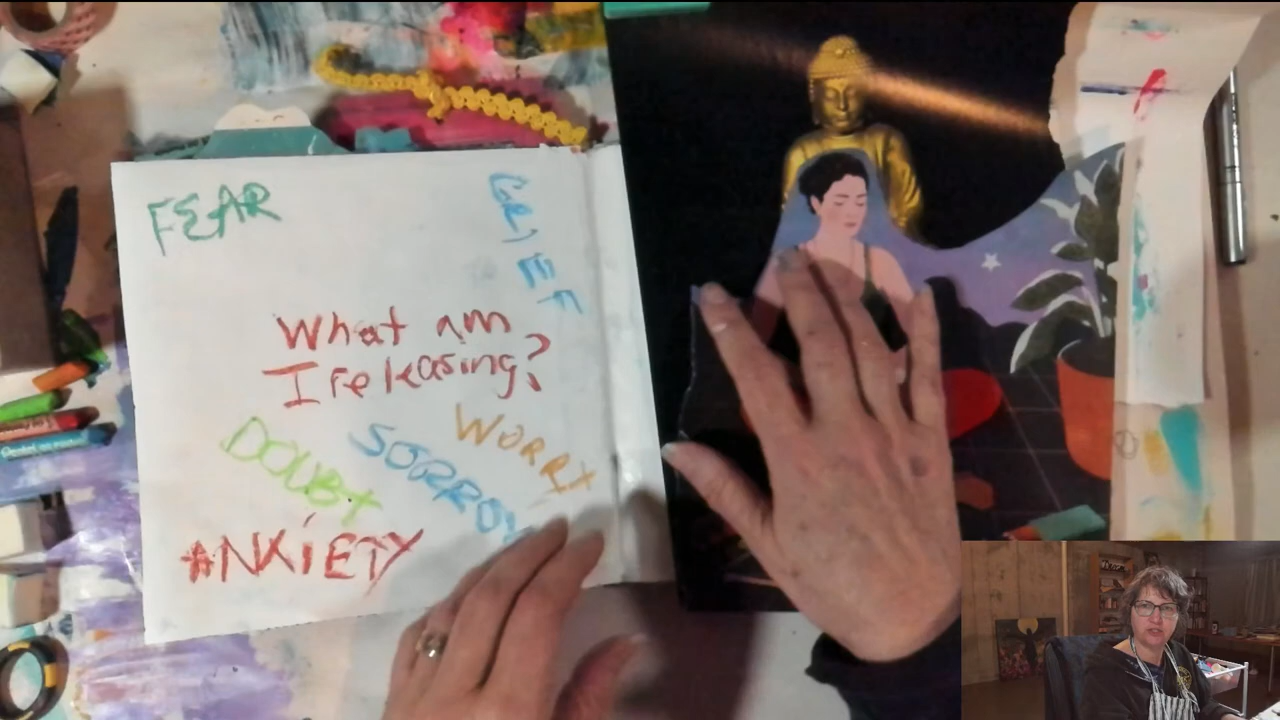 FEAR
GRIEF
What am
I releasing?
WORRY
DOUBT
SORROW
ANXIETY